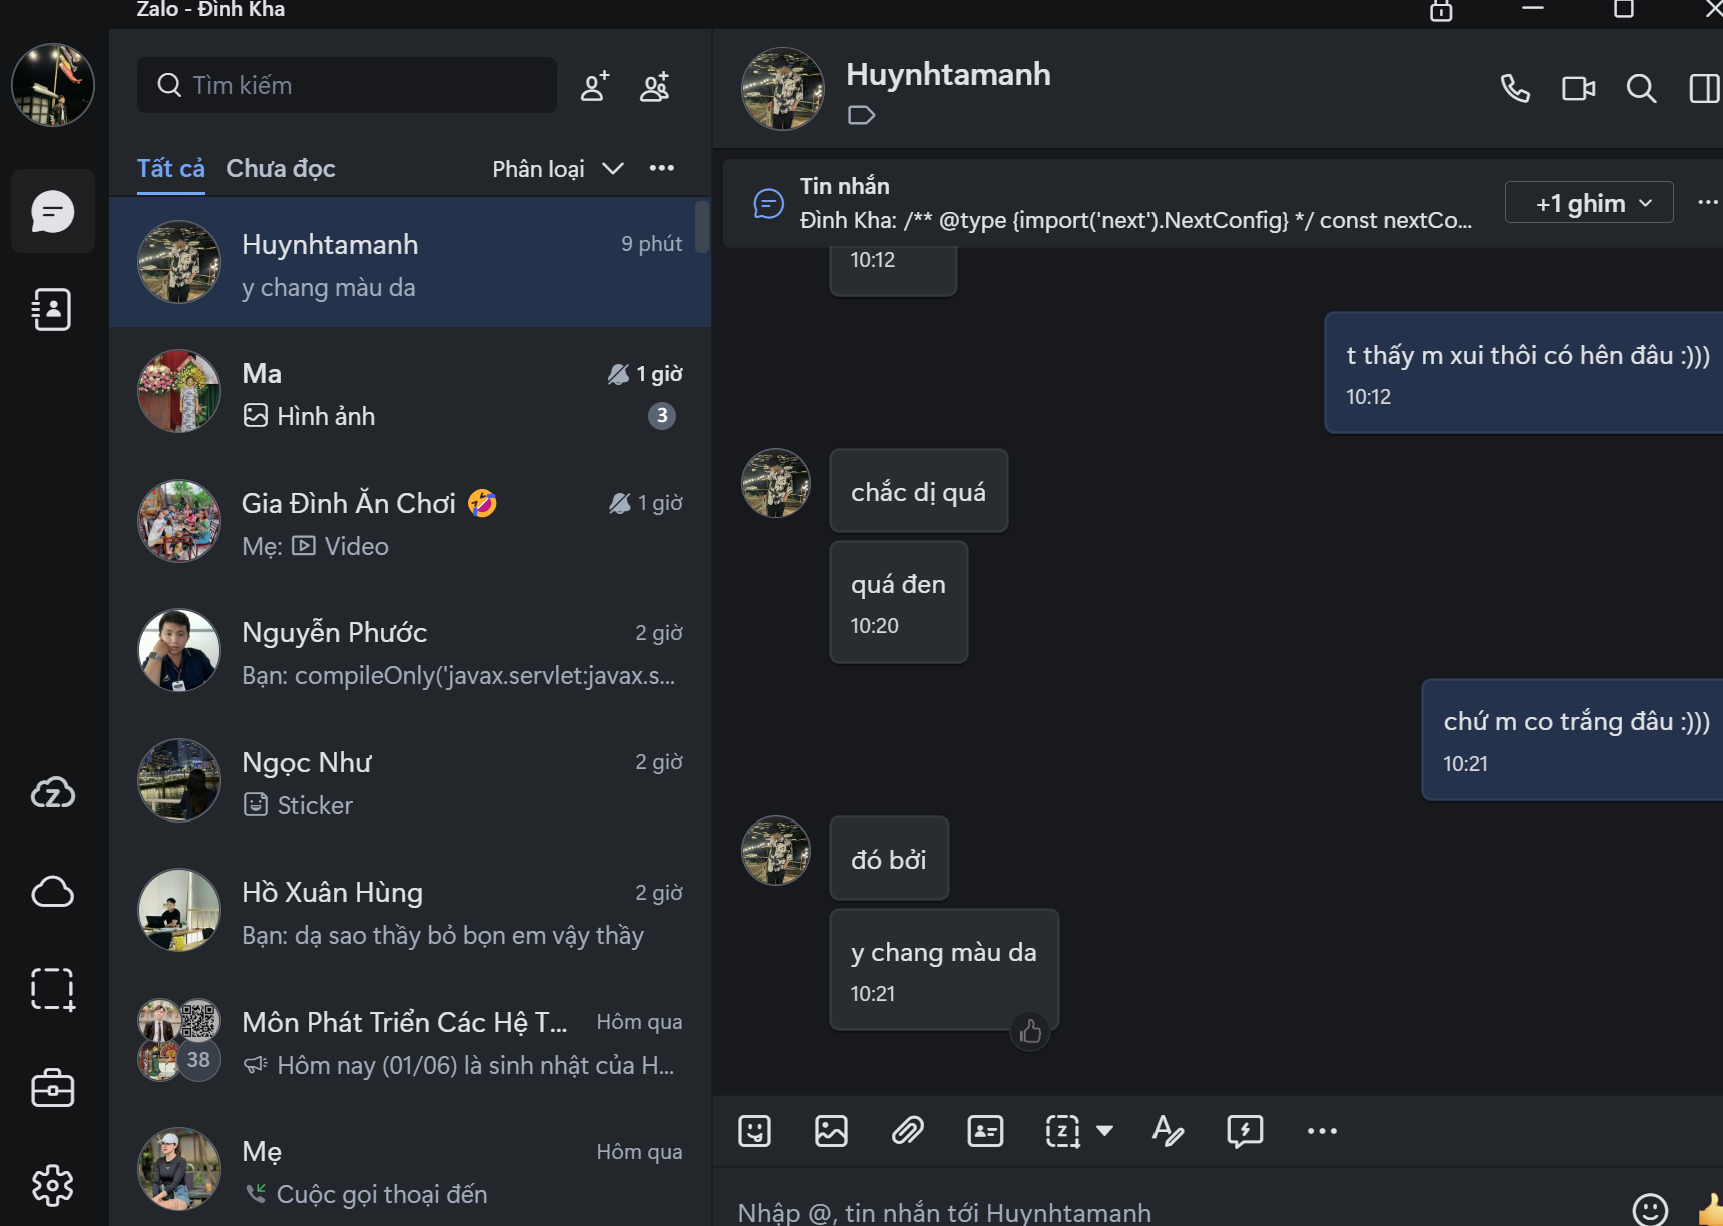 Zalo - Đình Kha
Tìm kiếm
Tất cả
Chưa đọc
Phân loại
Huynhtamanh
9 phút
y chang màu da
Ma
1 giờ
Hình ảnh
3
Gia Đình Ăn Chơi 🤣
1 giờ
Mẹ: Video
Nguyễn Phước
2 giờ
Bạn: compileOnly('javax.servlet:javax.s...
Ngọc Như
2 giờ
Sticker
Hồ Xuân Hùng
2 giờ
Bạn: dạ sao thầy bỏ bọn em vậy thầy
Môn Phát Triển Các Hệ T...
Hôm qua
38
Hôm nay (01/06) là sinh nhật của H...
Mẹ
Hôm qua
Cuộc gọi thoại đến
Huynhtamanh
Tin nhắn
Đình Kha: /** @type {import('next').NextConfig} */ const nextCo...
+1 ghim
10:12
t thấy m xui thôi có hên đâu :)))
10:12
chắc dị quá
quá đen
10:20
chứ m co trắng đâu :)))
10:21
đó bởi
y chang màu da
10:21
Nhập @, tin nhắn tới Huynhtamanh